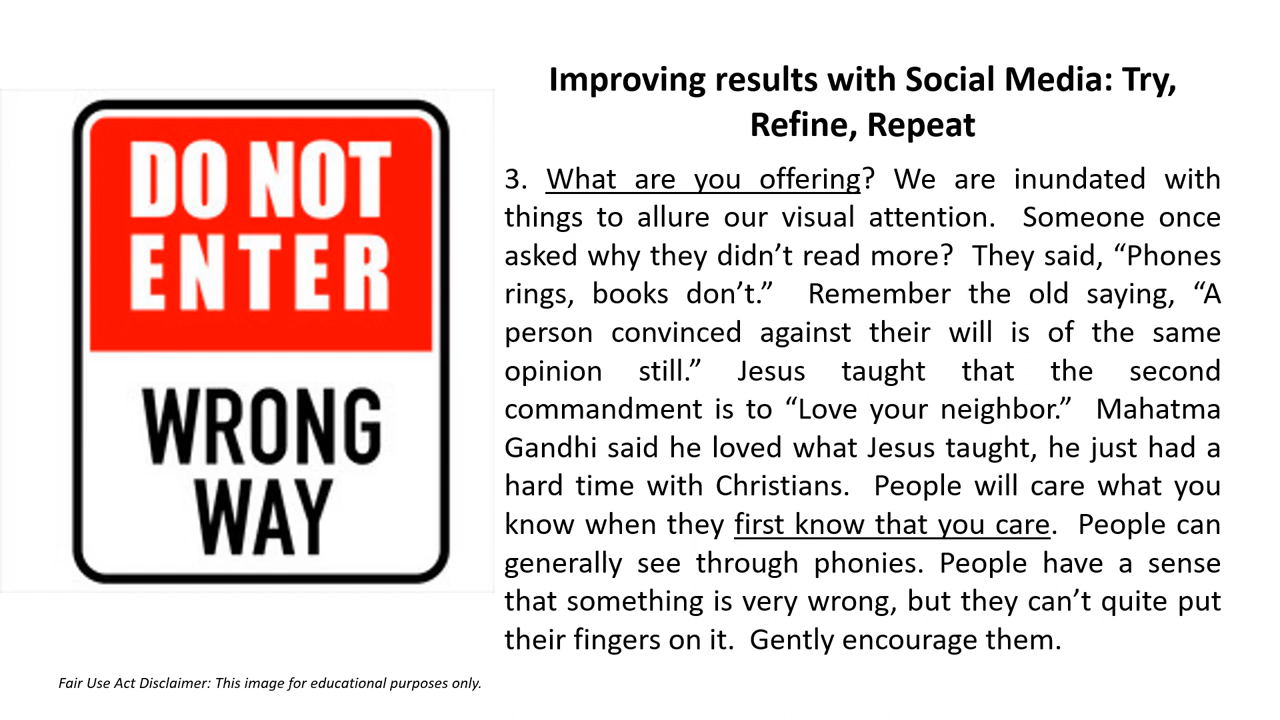 DO NOT
ENTER
WRONG
WAY
Improving results with Social Media: Try,
Refine, Repeat
3. What are you offering? We are inundated with
things to allure our visual attention.  Someone once
asked why they didn’t read more?  They said, “Phones
rings, books don’t.”  Remember the old saying, “A
person convinced against their will is of the same
opinion still.”  Jesus taught that the second
commandment is to “Love your neighbor.”  Mahatma
Gandhi said he loved what Jesus taught, he just had a
hard time with Christians.  People will care what you
know when they first know that you care.  People can
generally see through phonies. People have a sense
that something is very wrong, but they can’t quite put
their fingers on it.  Gently encourage them.
Fair Use Act Disclaimer: This image for educational purposes only.